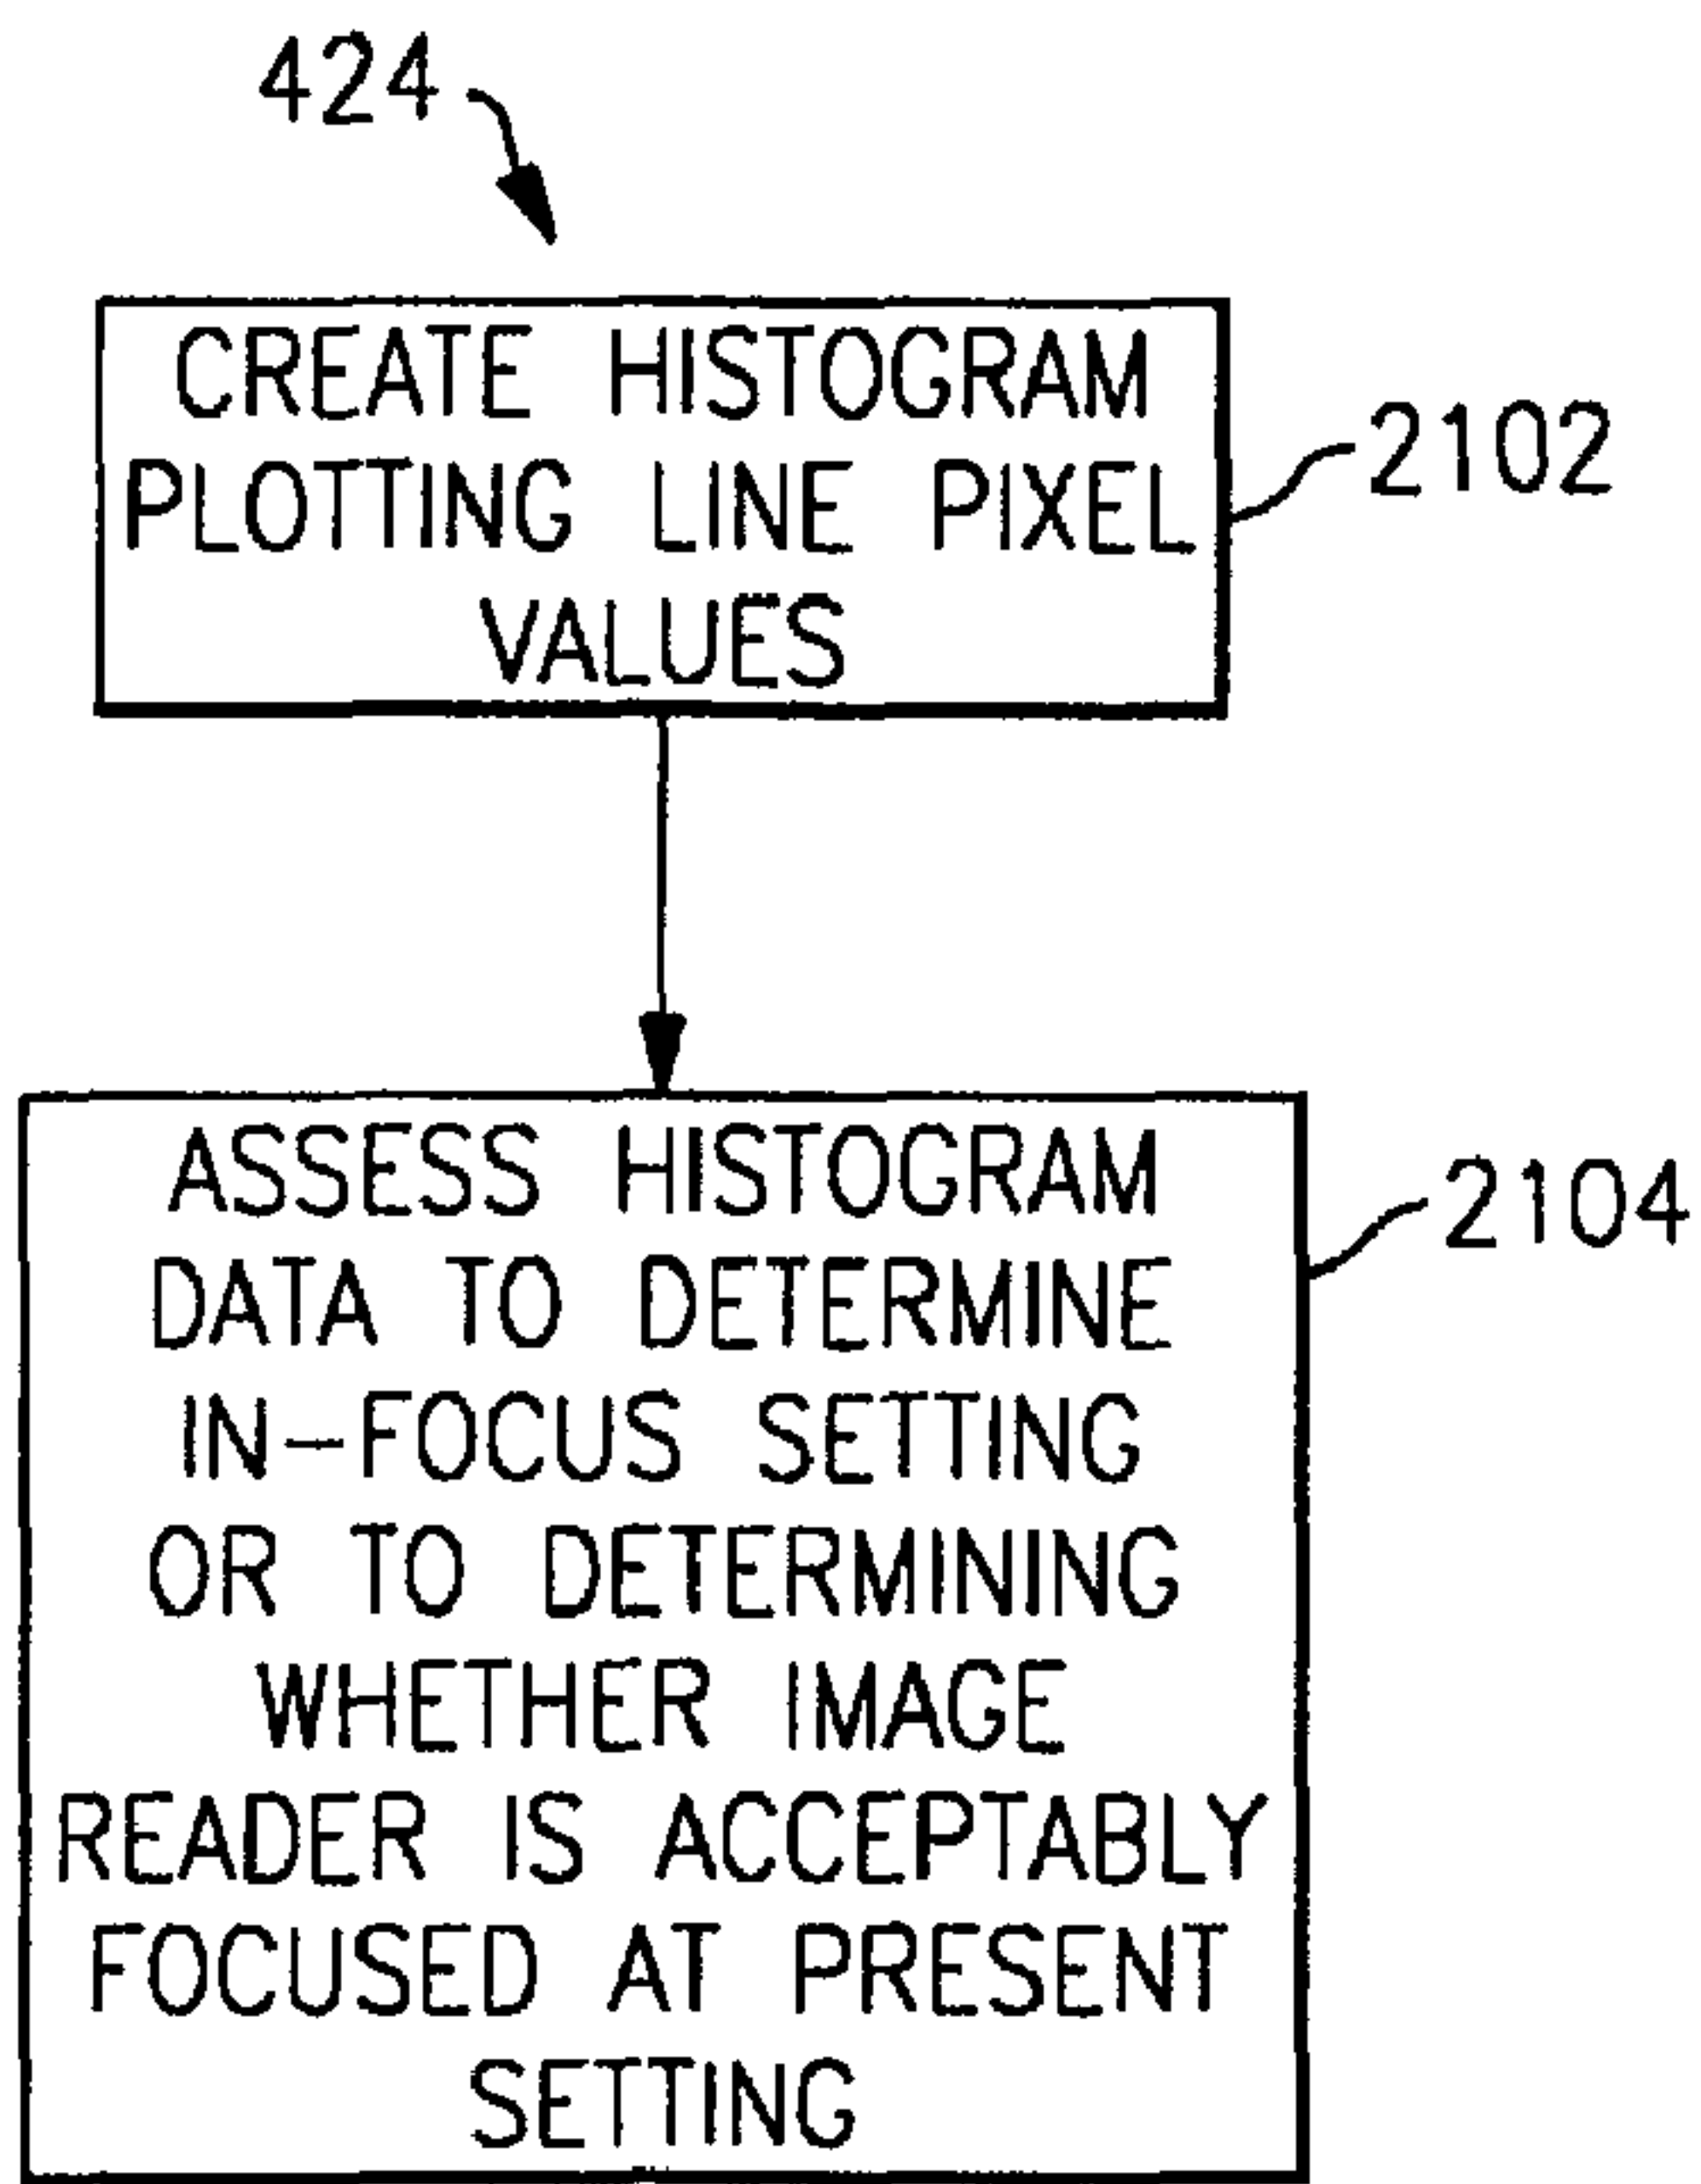 424
CREATE HISTOGRAM
PLOTTING LINE PIXEL
VALUES
2102
ASSESS HISTOGRAM
DATA TO DETERMINE
IN-FOCUS SETTING
OR TO DETERMINING
WHETHER IMAGE
READER IS ACCEPTABLY
FOCUSED AT PRESENT
SETTING
2104